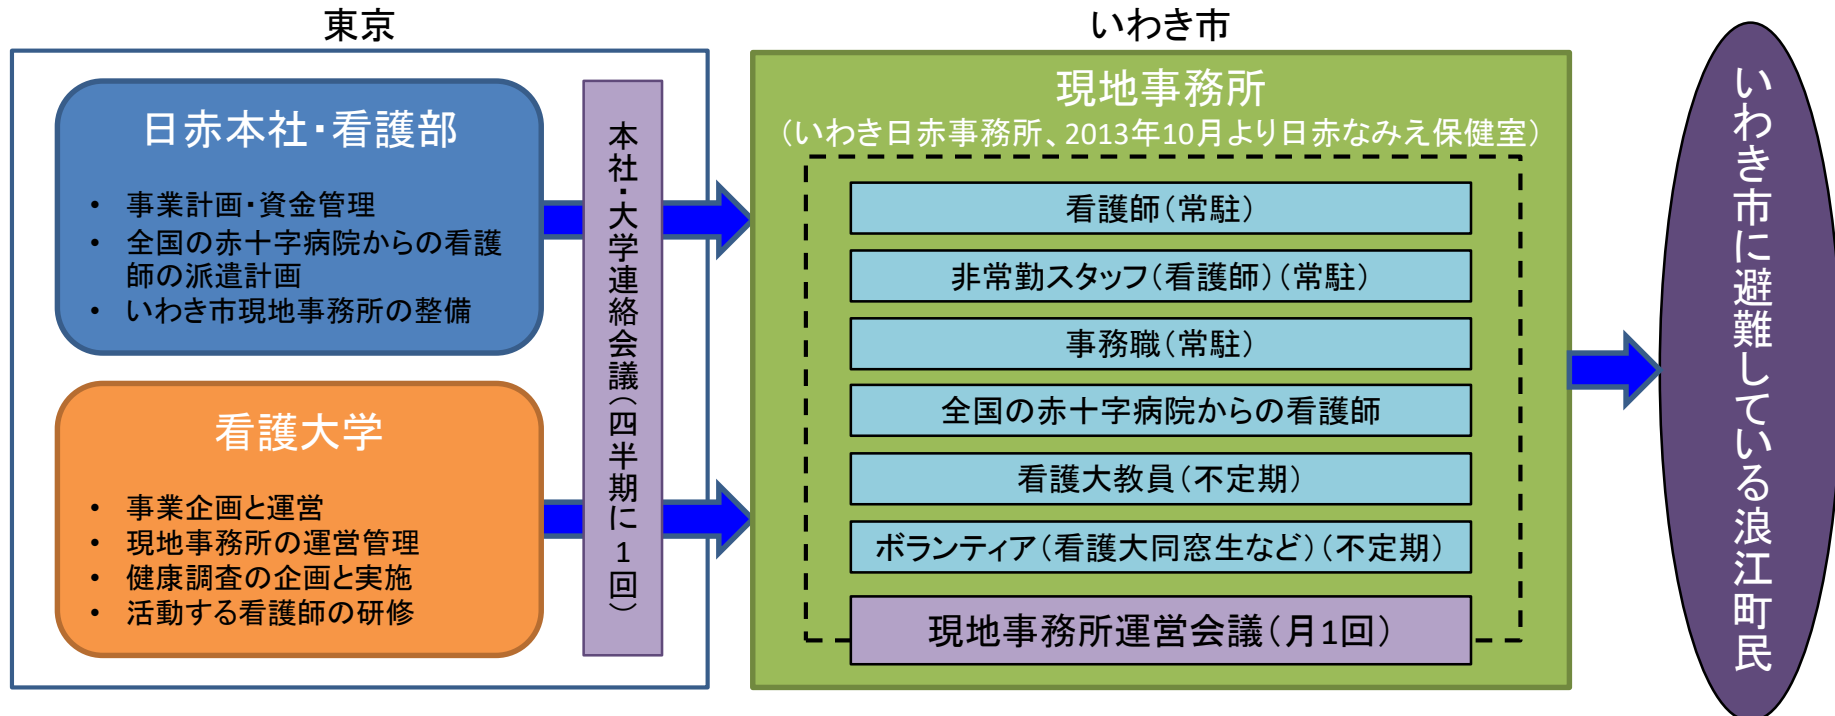 東京
日赤本社・看護部
• 事業計画・資金管理
• 全国の赤十字病院からの看護
師の派遣計画
• いわき市現地事務所の整備
看護大学
• 事業企画と運営
• 現地事務所の運営管理
• 健康調査の企画と実施
• 活動する看護師の研修
本社・大学連絡会議（四半期に1回）
いわき市
現地事務所
（いわき日赤事務所、2013年10月より日赤なみえ保健室）
看護師（常駐）
非常勤スタッフ（看護師）（常駐）
事務職（常駐）
全国の赤十字病院からの看護師
看護大教員（不定期）
ボランティア（看護大同窓生など）（不定期）
現地事務所運営会議（月1回）
いわき市に避難している浪江町民